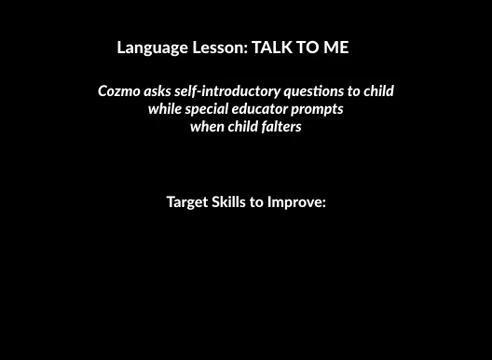 Language Lesson: TALK TO ME
Cozmo asks self-introductory questions to child
while special educator prompts
when child falters
Target Skills to Improve: